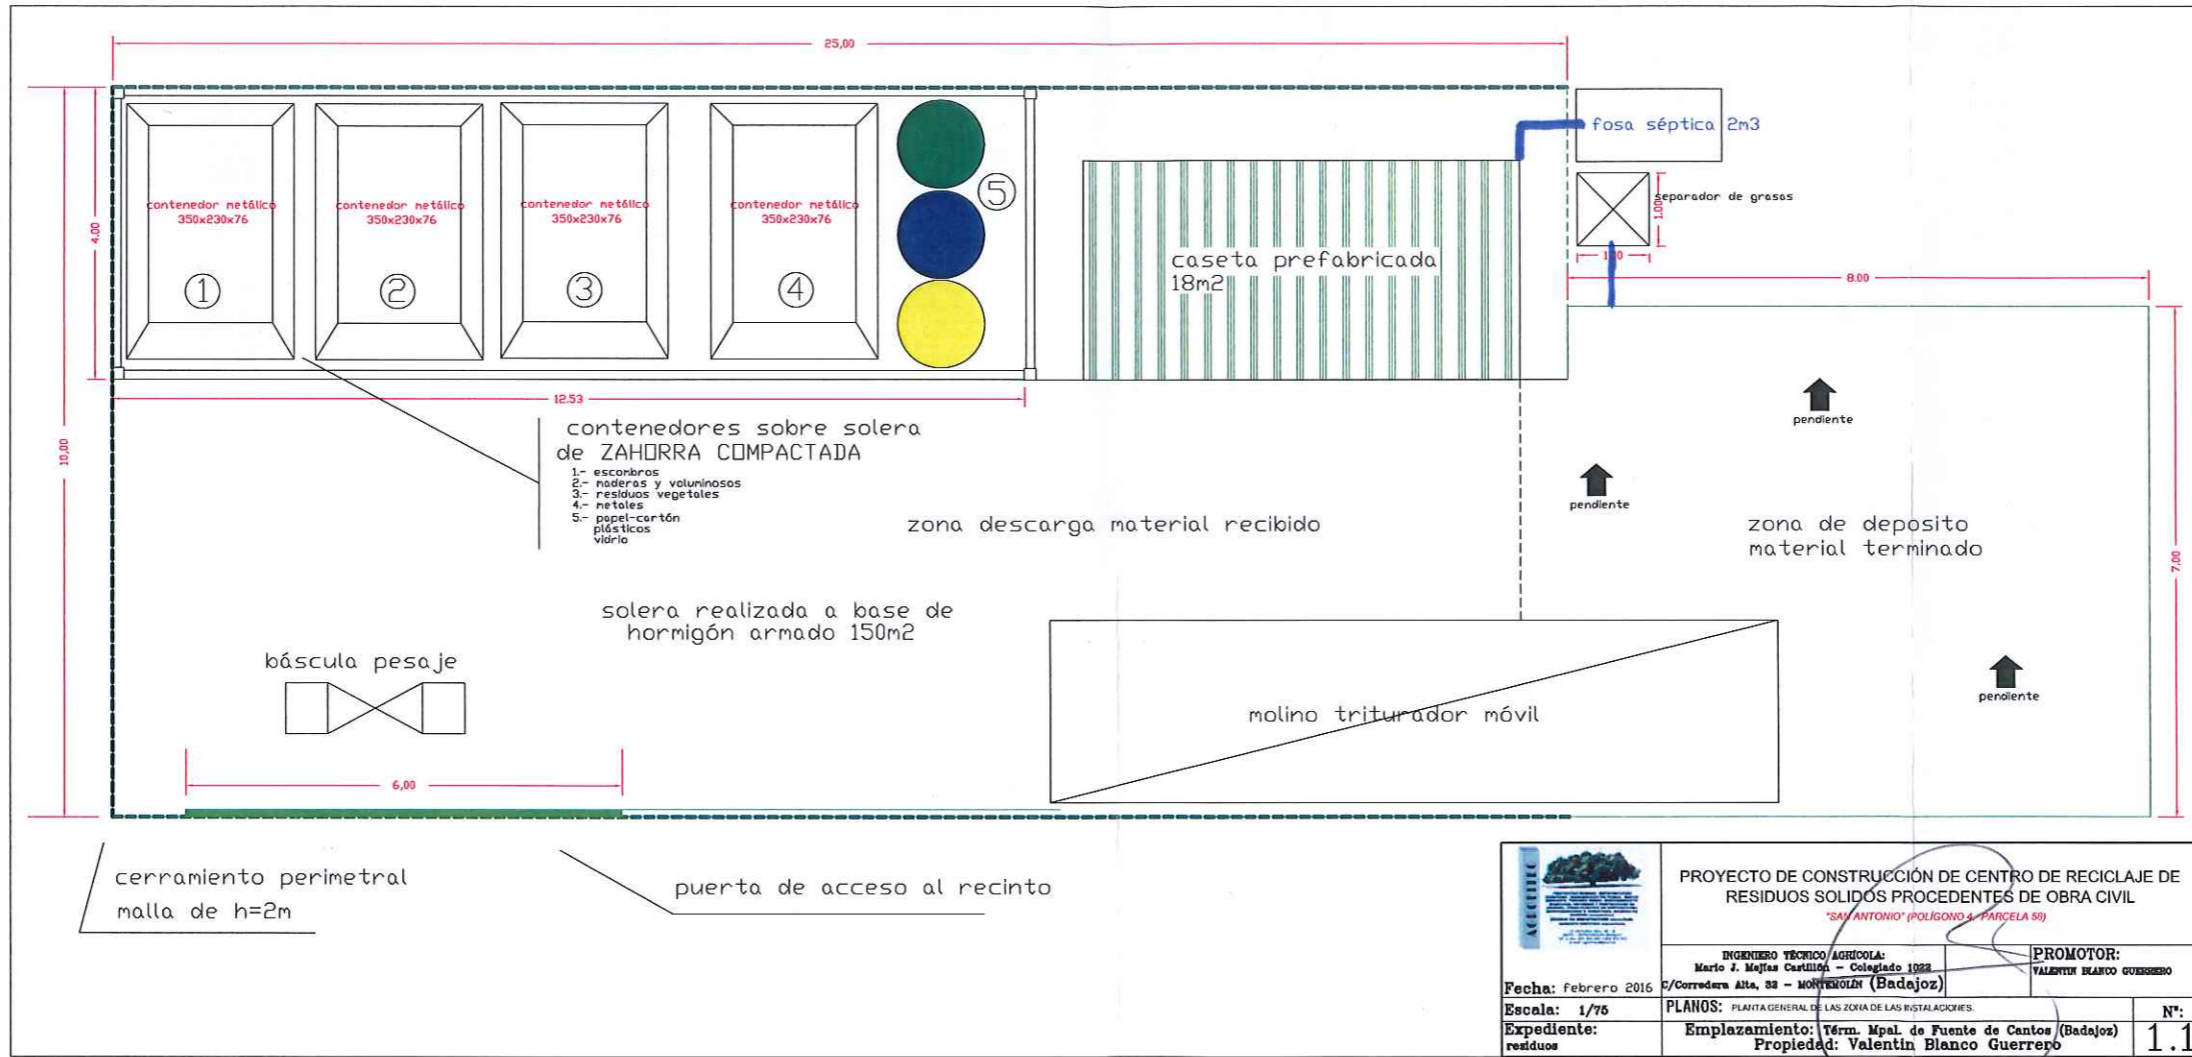 25,00
10,00
4.00
contenedor metálico
350x230x76
contenedor metálico
350x230x76
contenedor metálico
350x230x76
contenedor metálico
350x230x76
1
2
3
4
5
caseta prefabricada
18m2
fosa séptica 2m3
separador de grasas
1.00
8.00
7.00
12.53
contenedores sobre solera
de ZAHORRA COMPACTADA
1.- escombros
2.- maderas y voluminosos
3.- residuos vegetales
4.- metales
5.- papel-cartón
plásticos
vidrio
zona descarga material recibido
pendiente
pendiente
pendiente
zona de deposito
material terminado
solera realizada a base de
hormigón armado 150m2
báscula pesaje
molino triturador móvil
6,00
cerramiento perimetral
malla de h=2m
puerta de acceso al recinto
PROYECTO DE CONSTRUCCIÓN DE CENTRO DE RECICLAJE DE
RESIDUOS SOLIDOS PROCEDENTES DE OBRA CIVIL
"SAN ANTONIO" (POLÍGONO 4, PARCELA 58)
INGENIERO TÉCNICO AGRÍCOLA:
Mario J. Mejías Castillón – Colegiado 1022
C/Corredera Alta, 32 – MONTEMOLÍN (Badajoz)
PROMOTOR:
VALENTIN BLANCO GUERRERO
Fecha: febrero 2016
Escala: 1/75
PLANOS: PLANTA GENERAL DE LAS ZONA DE LAS INSTALACIONES.
Nº:
1.1
Expediente:
residuos
Emplazamiento: Térm. Mpal. de Fuente de Cantos (Badajoz)
Propiedad: Valentin Blanco Guerrero